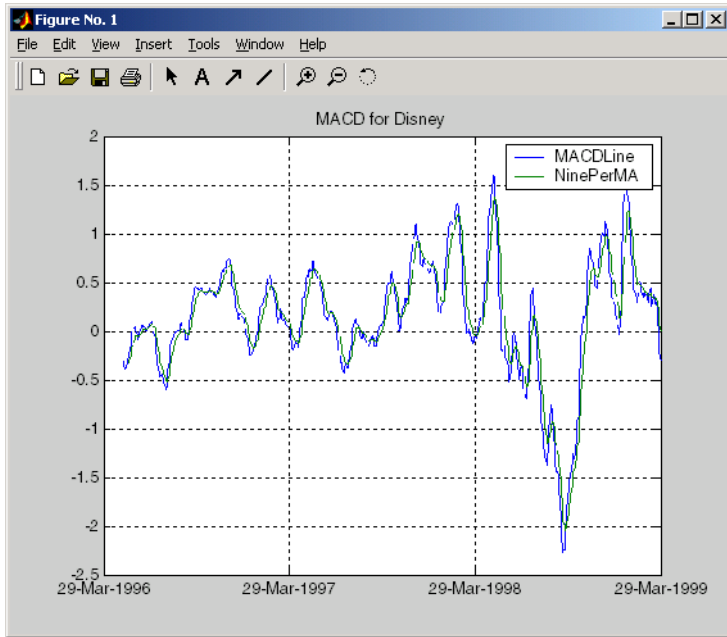 Figure No. 1
File Edit View Insert Tools Window Help
A
MACD for Disney
MACDLine
NinePerMA
2
1.5
1
0.5
0
-0.5
-1
-1.5
-2
-2.5
29-Mar-1996 29-Mar-1997 29-Mar-1998 29-Mar-1999